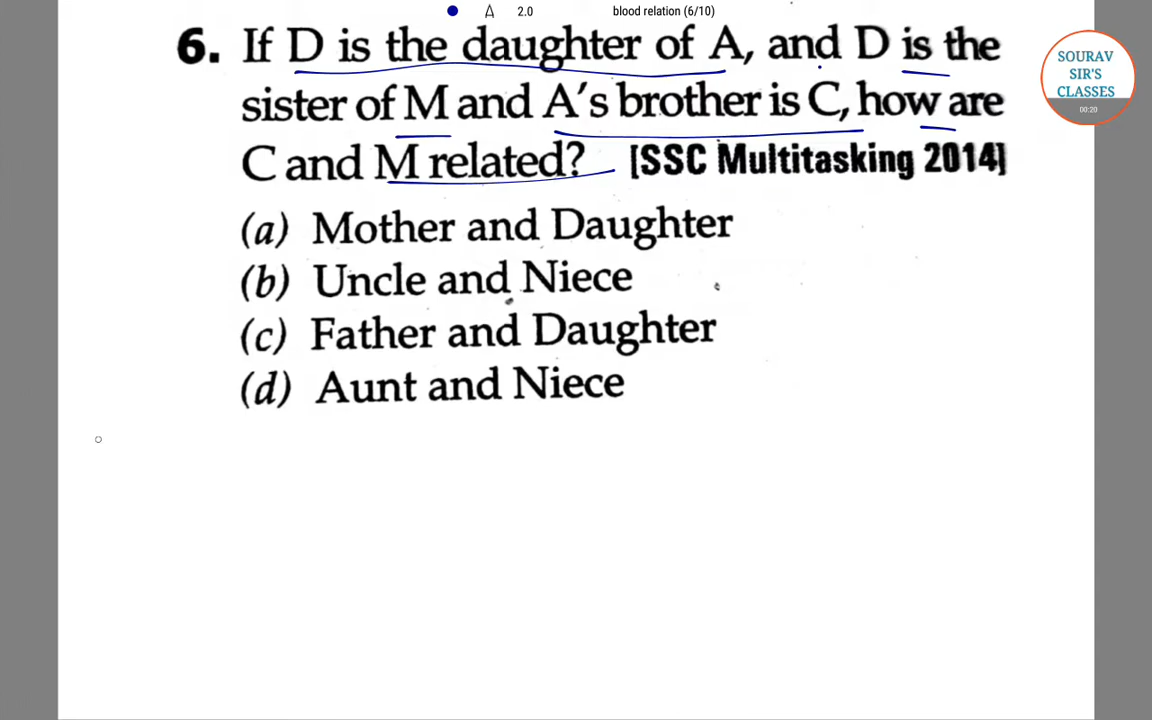 A 2.0 blood relation (6/10)
6. If D is the daughter of A, and D is the
sister of M and A's brother is C, how are
C and M related? [SSC Multitasking 2014]
(a) Mother and Daughter
(b) Uncle and Niece
(c) Father and Daughter
(d) Aunt and Niece
SOURAV
SIR'S
CLASSES
00:20